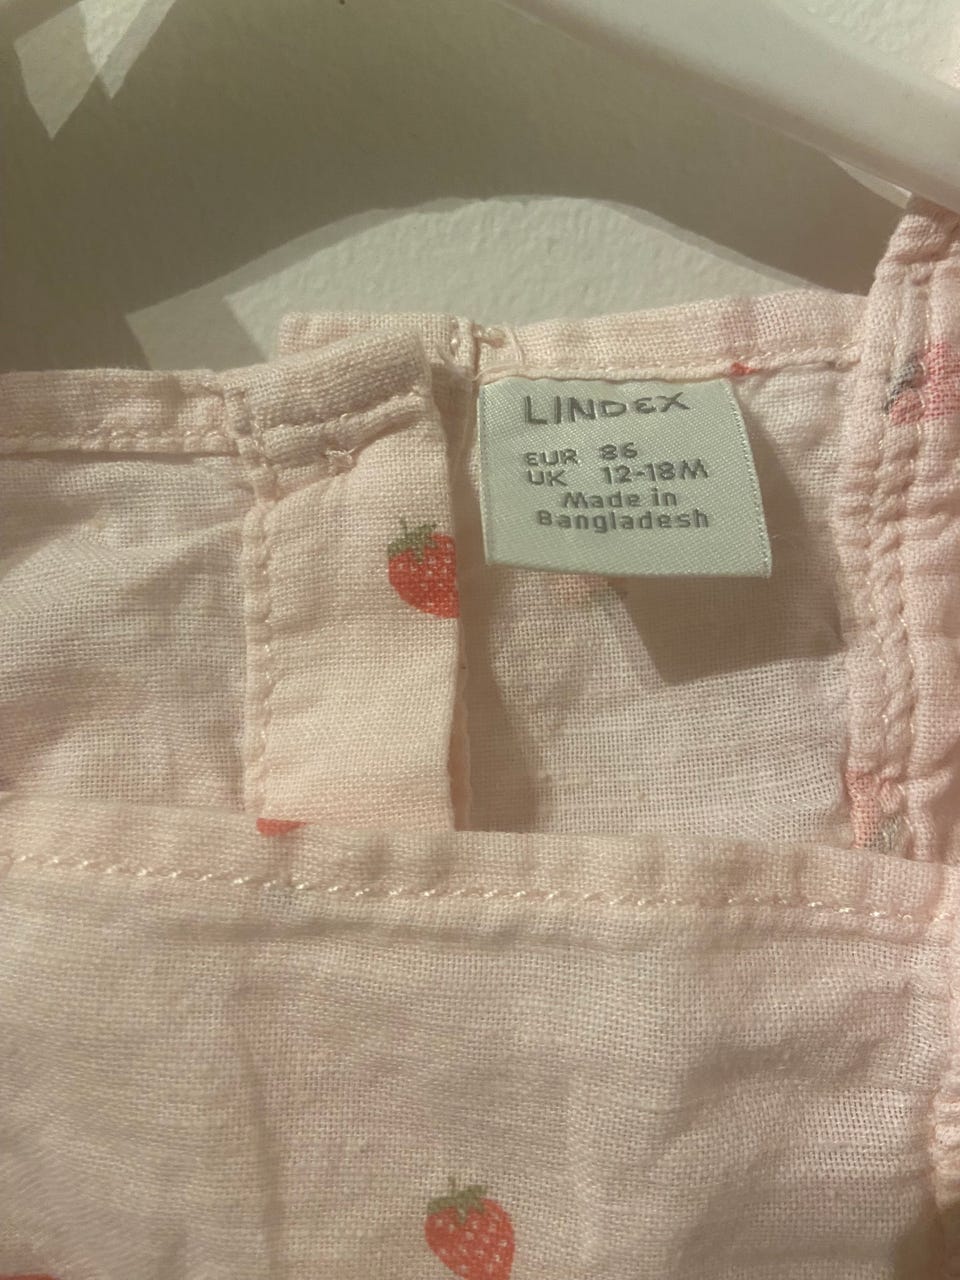 LINDEX
EUR 86
UK 12-18M
Made in
Bangladesh